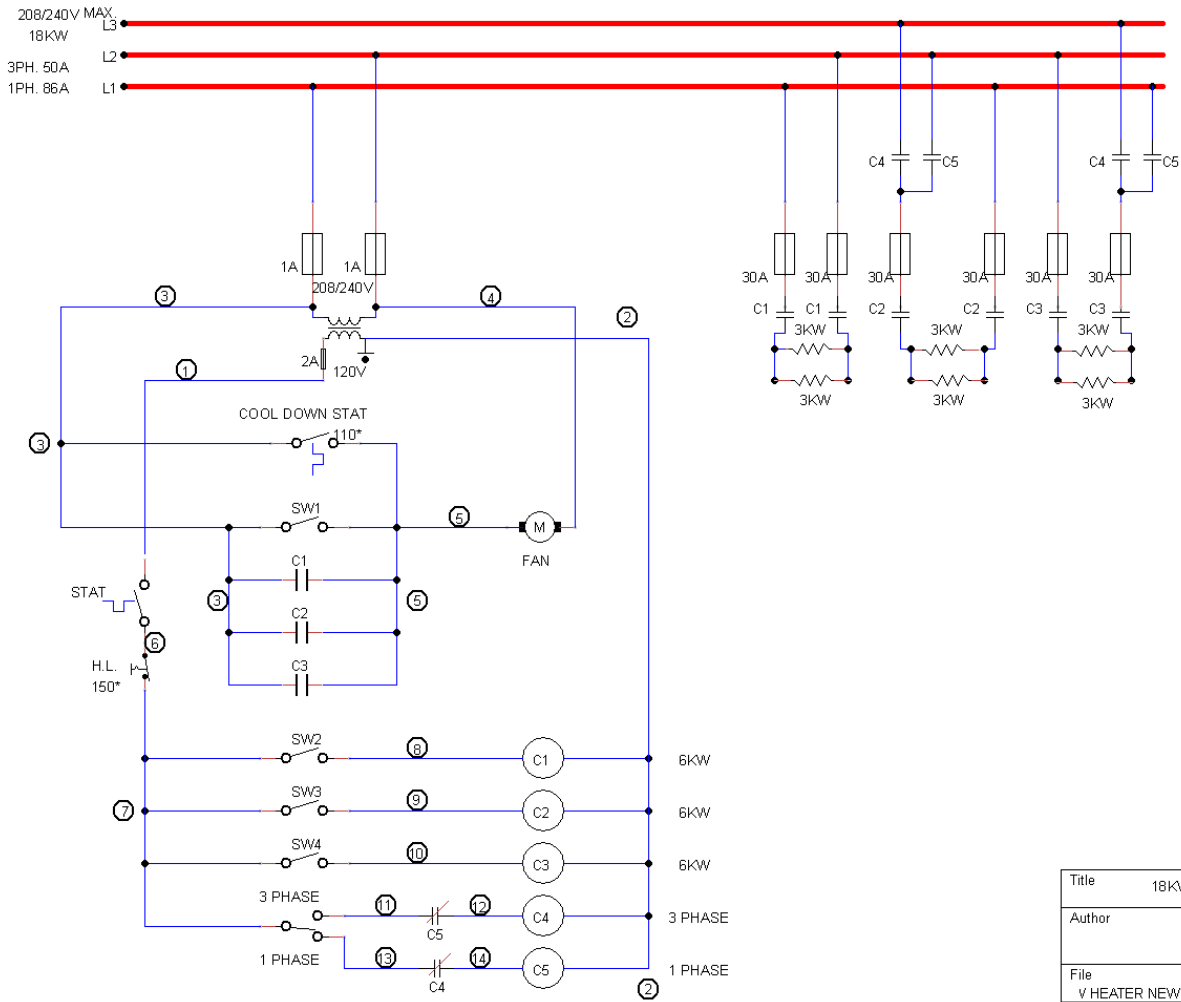 208/240V MAX.
18KW
3PH. 50A
1PH. 86A
L3
L2
L1
C4
C5
C4
C5
1A
1A
208/240V
30A
30A
30A
30A
30A
30A
C1
C1
C2
C2
C3
C3
3KW
3KW
3KW
3KW
3KW
3KW
3
4
2
1
2A
120V
COOL DOWN STAT
110*
3
SW1
5
M
FAN
C1
3
5
C2
C3
STAT
6
H.L.
150*
SW2
8
C1
6KW
7
SW3
9
C2
6KW
SW4
10
C3
6KW
3 PHASE
11
12
C4
3 PHASE
C5
1 PHASE
13
14
C5
1 PHASE
C4
2
Title
18KV
Author
File
V HEATER NEW